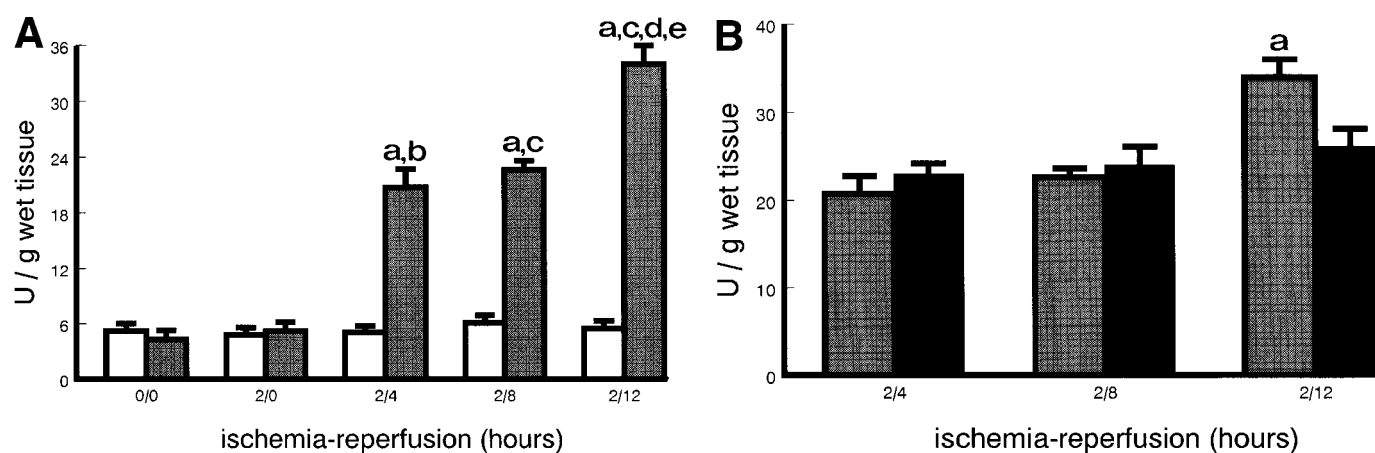 A
U / g wet tissue
36
30
24
18
12
6
0
a,b
a,c
a,c,d,e
0/0 2/0 2/4 2/8 2/12
ischemia-reperfusion (hours)
B
U / g wet tissue
40
30
20
10
0
a
2/4 2/8 2/12
ischemia-reperfusion (hours)